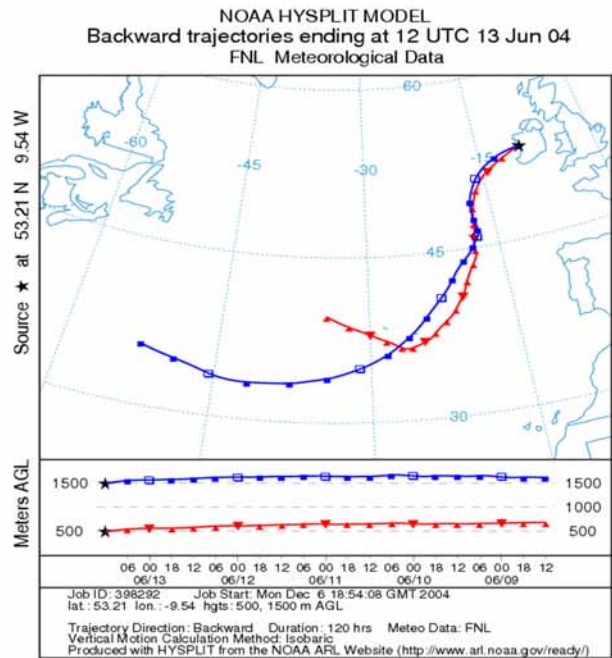 NOAA HYSPLIT MODEL
Backward trajectories ending at 12 UTC 13 Jun 04
FNL Meteorological Data
Source ★ at 53.21 N 9.54 W
60
-60
-45
-30
-15
45
30
Meters AGL
1500 1500
1000
500 500
06 00 18 12 06 00 18 12 06 00 18 12 06 00 18 12 06 00 18 12
06/13 06/12 06/11 06/10 06/09
Job ID: 398292 Job Start: Mon Dec 6 18:54:08 GMT 2004
lat.: 53.21 lon.: -9.54 hgts: 500, 1500 m AGL
Trajectory Direction: Backward Duration: 120 hrs Meteo Data: FNL
Vertical Motion Calculation Method: Isobaric
Produced with HYSPLIT from the NOAA ARL Website (http://www.arl.noaa.gov/ready/)